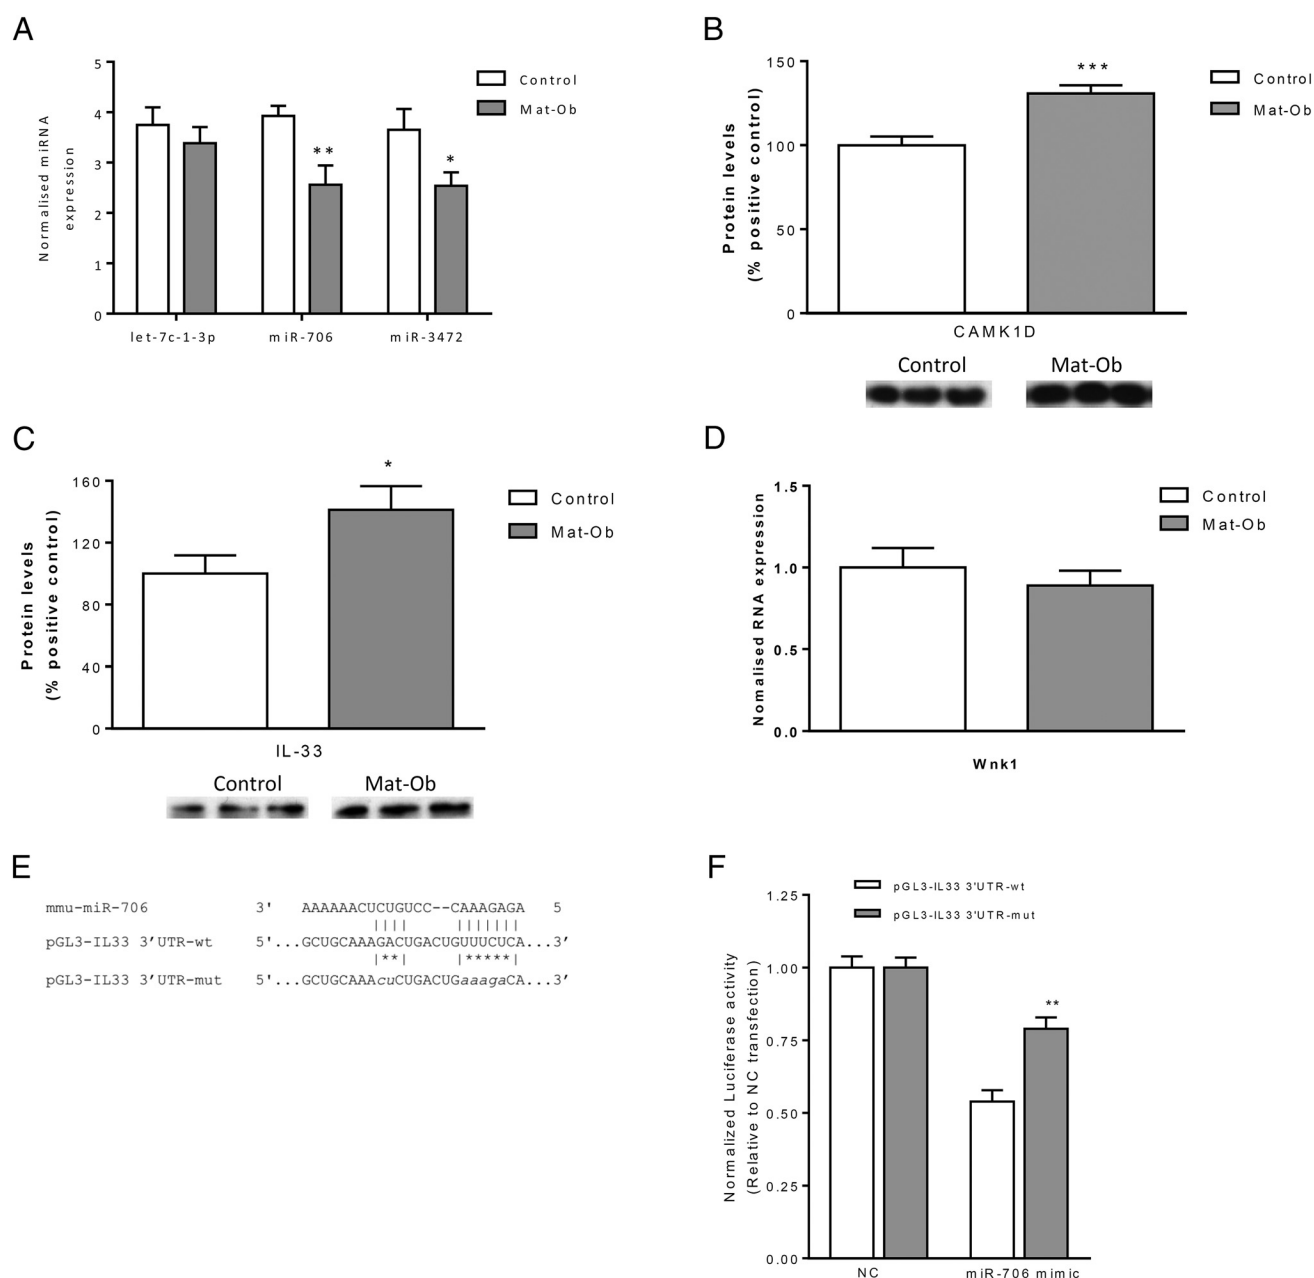 A
Normalised miRNA
expression
5
4
3
2
1
0
**
*
let-7c-1-3p miR-706 miR-3472
Control
Mat-Ob
B
Protein levels
(% positive control)
150
100
50
0
***
CAMK1D
Control
Mat-Ob
Control Mat-Ob
C
Protein levels
(% positive control)
160
120
80
40
0
*
IL-33
Control
Mat-Ob
Control Mat-Ob
D
Nomalised RNA expression
1.5
1.0
0.5
0.0
Wnk1
Control
Mat-Ob
E
mmu-miR-706 3' AAAAAACUCUGUCC--CAAAGAGA 5
|||| |||||||
pGL3-IL33 3′UTR-wt 5'...GCUGCAAAGACUGACUGUUUCUCA...3′
|**| |*****|
pGL3-IL33 3′UTR-mut 5'...GCUGCAAAcuCUGACUGaaagaCA...3′
F
pGL3-IL33 3'UTR-wt
pGL3-IL33 3'UTR-mut
Normalized Luciferase activity
(Relative to NC transfection)
1.25
1.00
0.75
0.50
0.25
0.00
**
NC miR-706 mimic